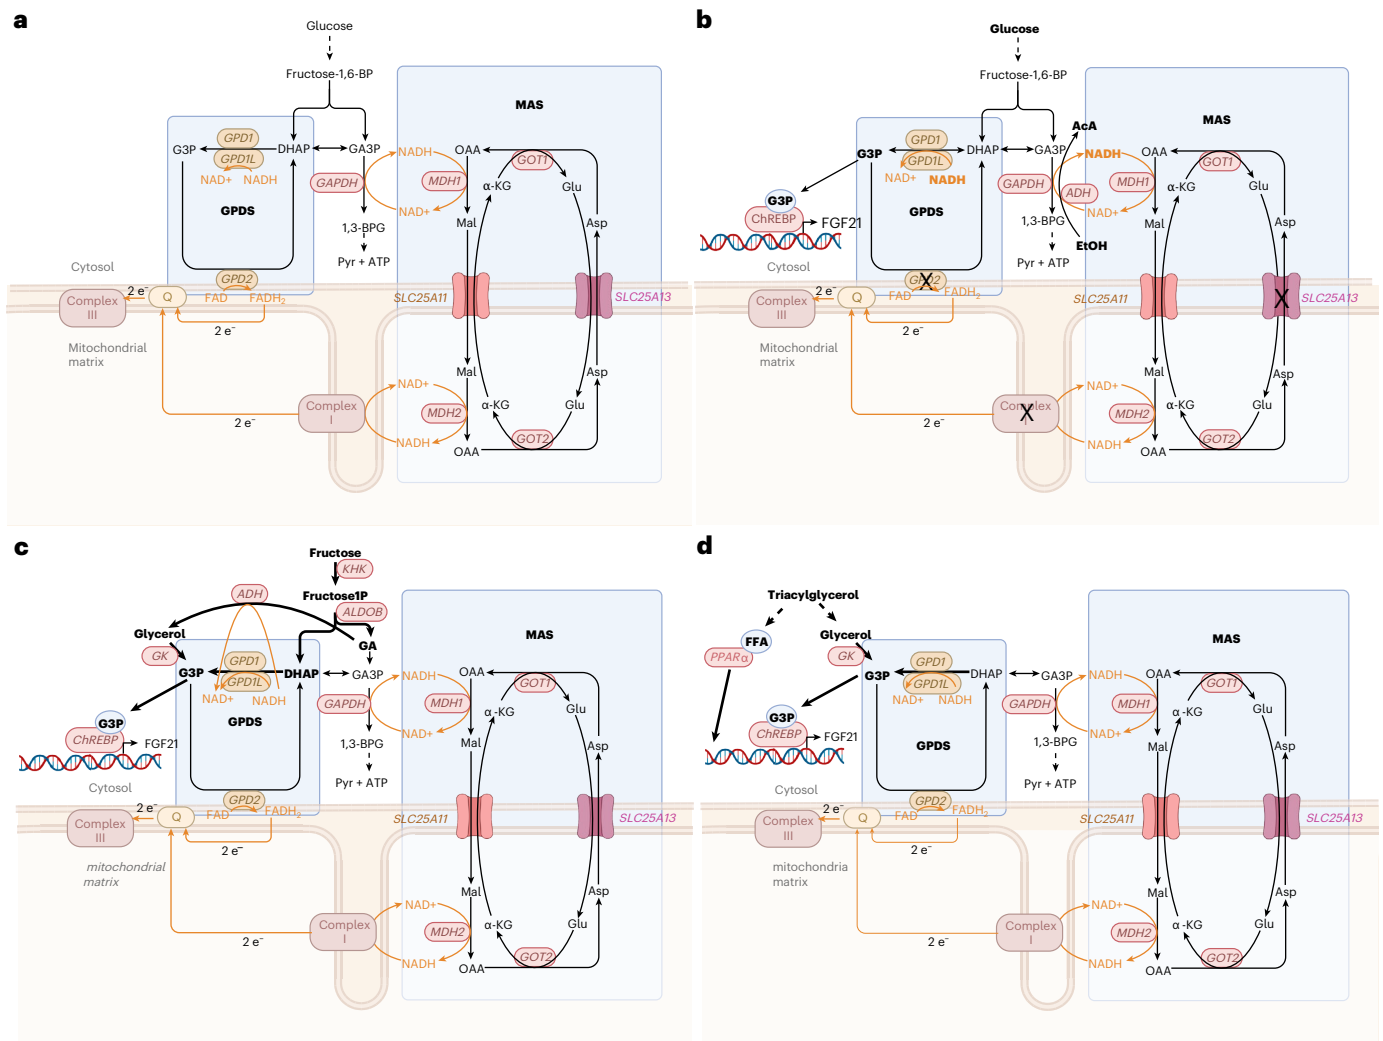 a
Glucose
Fructose-1,6-BP
MAS
GPD1
G3P
DHAP
GA3P
NADH
OAA
GOT1
GPD1L
NAD+ NADH
GAPDH
MDH1
α-KG
Glu
GPDS
NAD+
1,3-BPG
Mal
Asp
Pyr + ATP
Cytosol
GPD2
2 e⁻
Q
FAD
FADH₂
SLC25A11
SLC25A13
Complex
III
2 e⁻
Mitochondrial
matrix
Mal
Asp
NAD+
Complex
I
α-KG
Glu
2 e⁻
MDH2
NADH
GOT2
OAA
b
Glucose
Fructose-1,6-BP
MAS
AcA
GPD1
G3P
DHAP
GA3P
NADH
OAA
GOT1
GPD1L
NAD+ NADH
GAPDH
ADH
MDH1
α-KG
Glu
G3P
ChREBP
FGF21
GPDS
NAD+
1,3-BPG
Mal
Asp
EtOH
Pyr + ATP
Cytosol
GPD2
X
2 e⁻
Q
FAD
FADH₂
SLC25A11
X
SLC25A13
Complex
III
2 e⁻
Mitochondrial
matrix
Mal
Asp
NAD+
Complex
I
X
α-KG
Glu
2 e⁻
MDH2
NADH
GOT2
OAA
c
Fructose
KHK
ADH
Fructose1P
ALDOB
Glycerol
GA
MAS
GK
GPD1
G3P
DHAP
GA3P
NADH
OAA
GOT1
GPD1L
NAD+
NADH
GAPDH
MDH1
α-KG
Glu
G3P
ChREBP
FGF21
GPDS
NAD+
1,3-BPG
Mal
Asp
Pyr + ATP
Cytosol
GPD2
2 e⁻
Q
FAD
FADH₂
SLC25A11
SLC25A13
Complex
III
2 e⁻
mitochondrial
matrix
Mal
Asp
NAD+
Complex
I
α-KG
Glu
2 e⁻
MDH2
NADH
GOT2
OAA
d
Triacylglycerol
FFA
PPARα
Glycerol
MAS
GK
GPD1
G3P
DHAP
GA3P
NADH
OAA
GOT1
GPD1L
NAD+
NADH
GAPDH
MDH1
α-KG
Glu
G3P
ChREBP
FGF21
GPDS
NAD+
1,3-BPG
Mal
Asp
Pyr + ATP
Cytosol
GPD2
2 e⁻
Q
FAD
FADH₂
SLC25A11
SLC25A13
Complex
III
2 e⁻
mitochondria
matrix
Mal
Asp
NAD+
Complex
I
α-KG
Glu
2 e⁻
MDH2
NADH
GOT2
OAA